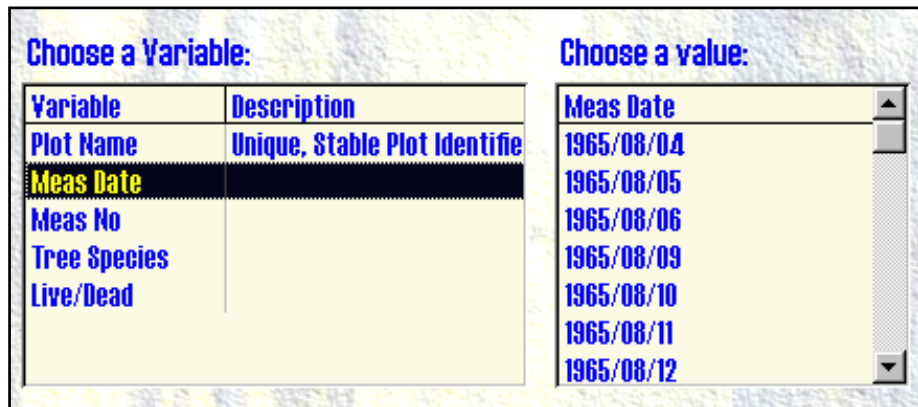 Choose a Variable:
Variable Description
Plot Name Unique, Stable Plot Identifie
Meas Date
Meas No
Tree Species
Live/Dead
Choose a value:
Meas Date
1965/08/04
1965/08/05
1965/08/06
1965/08/09
1965/08/10
1965/08/11
1965/08/12